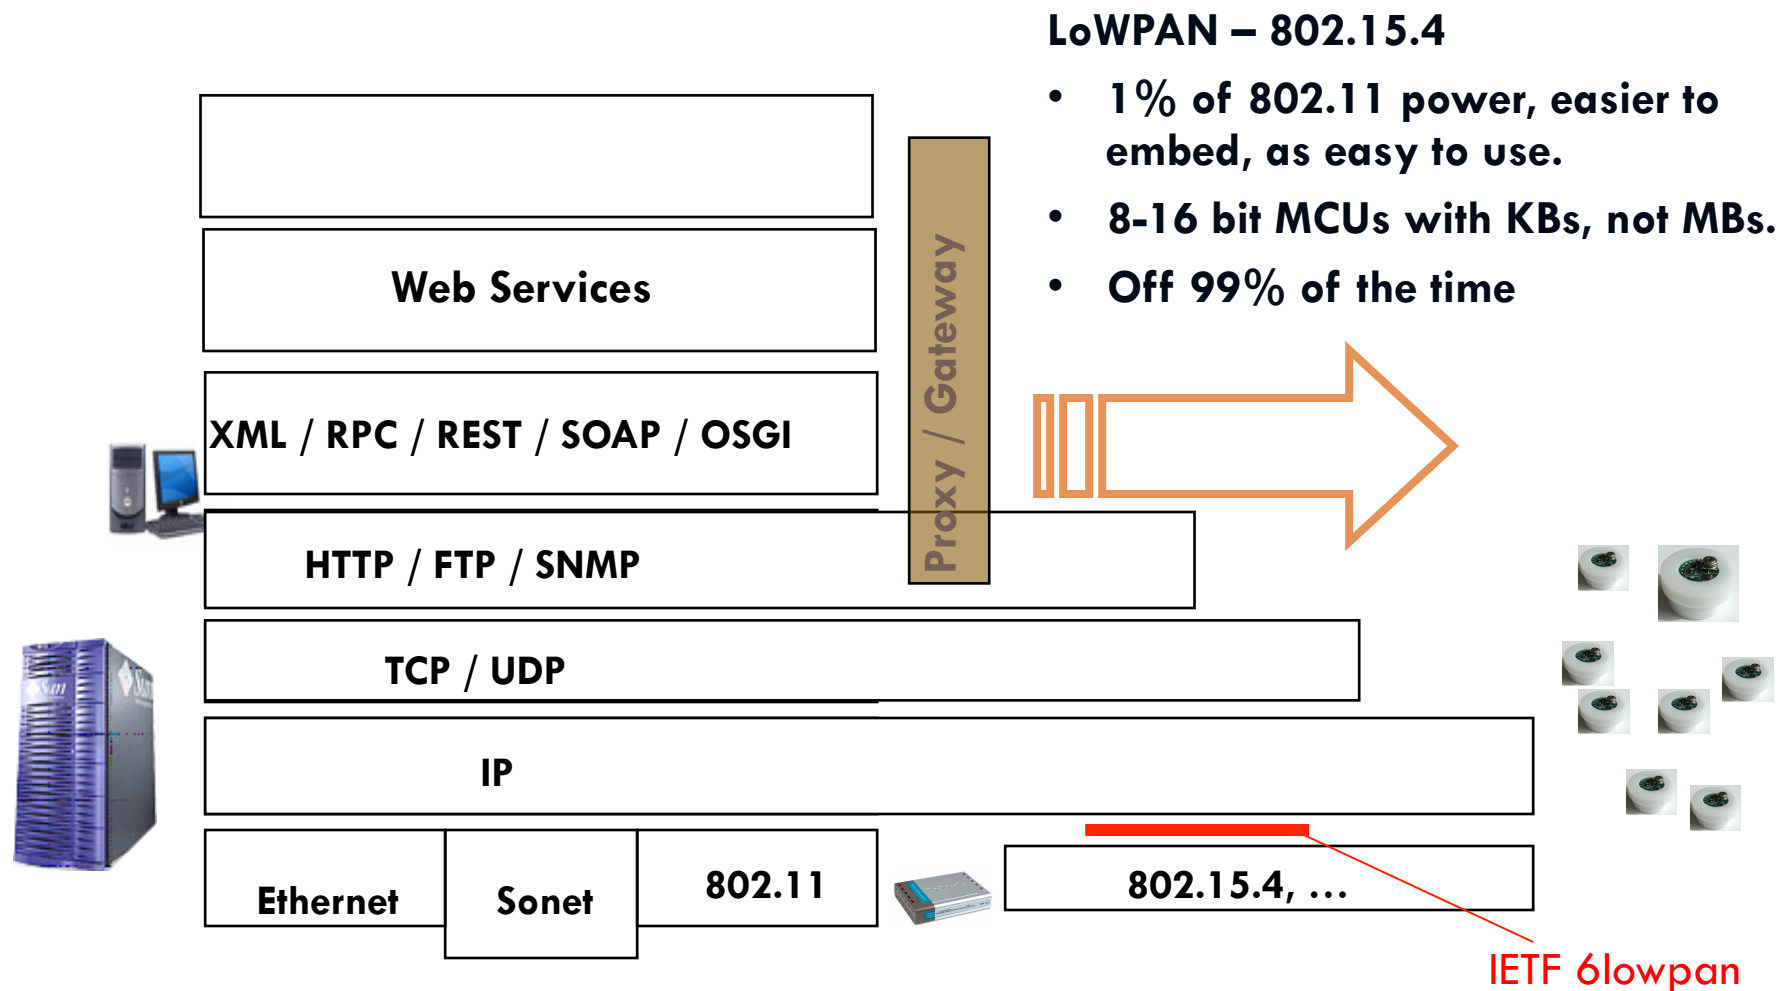 LoWPAN – 802.15.4
• 1% of 802.11 power, easier to
embed, as easy to use.
• 8-16 bit MCUs with KBs, not MBs.
• Off 99% of the time
Web Services
Proxy / Gateway
XML / RPC / REST / SOAP / OSGI
HTTP / FTP / SNMP
TCP / UDP
Sun
Sun
IP
Ethernet
Sonet
802.11
802.15.4, ...
IETF 6lowpan